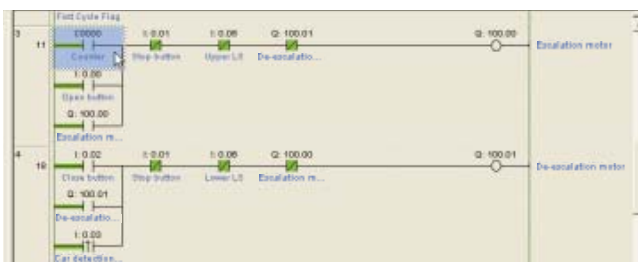 First Cycle Flag
3
11
C0000
I: 0.01
I: 0.05
Q: 100.01
Q: 100.00
Counter
Stop button
Upper LS
De-escalatio...
Escalation motor
I: 0.00
Open button
Q: 100.00
Escalation m...
4
18
I: 0.02
I: 0.01
I: 0.06
Q: 100.00
Q: 100.01
Close button
Stop button
Lower LS
Escalation m...
De-escalation motor
Q: 100.01
De-escalatio...
I: 0.03
Car detection...